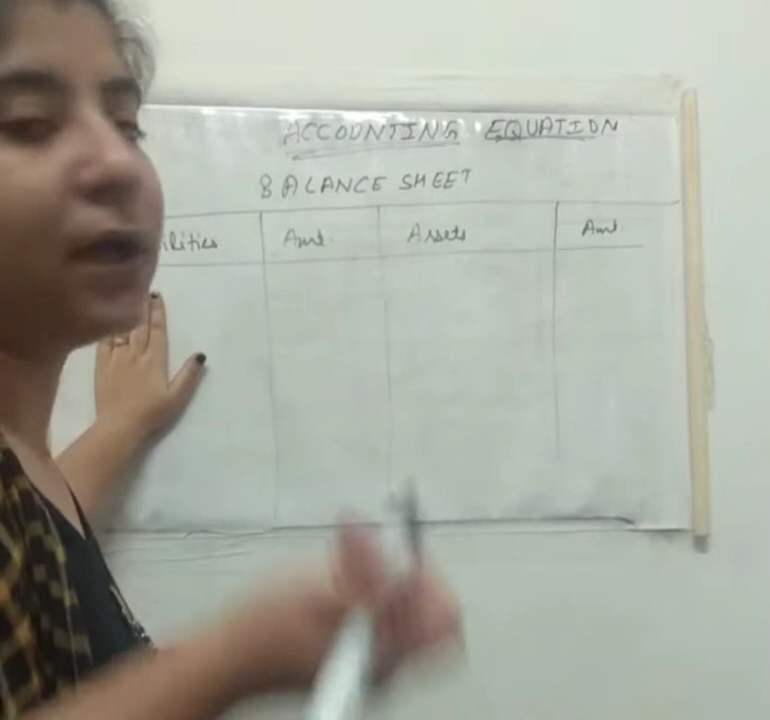 ACCOUNTING EQUATION
BALANCE SHEET
ilities Amt. Assets Amt.